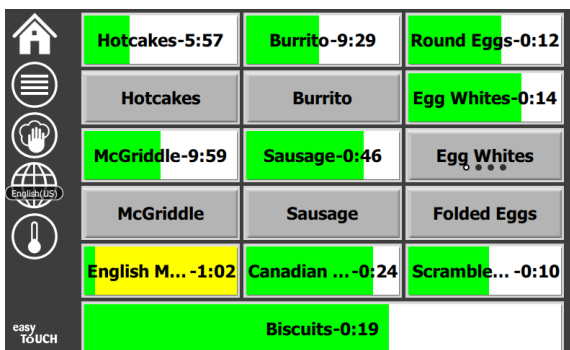 Hotcakes-5:57
Burrito-9:29
Round Eggs-0:12
Hotcakes
Burrito
Egg Whites-0:14
McGriddle-9:59
Sausage-0:46
Egg Whites
English(US)
McGriddle
Sausage
Folded Eggs
English M... -1:02
Canadian ...-0:24
Scramble... -0:10
easy
TOUCH
Biscuits-0:19